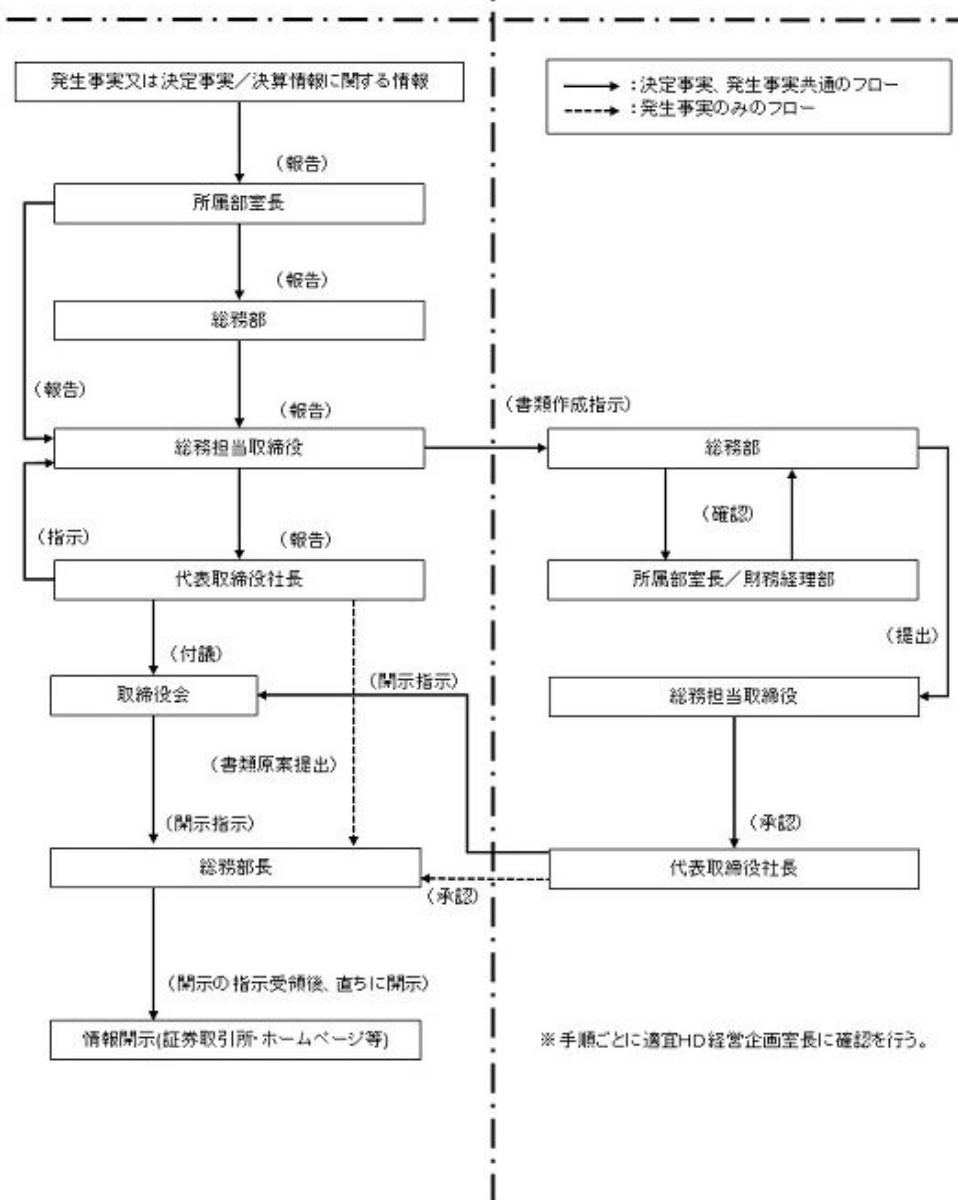 発生事実又は決定事実／決算情報に関する情報
：決定事実、発生事実共通のフロー
：発生事実のみのフロー
（報告）
所属部室長
（報告）
総務部
（報告）
（報告）
（書類作成指示）
総務担当取締役
総務部
（確認）
（指示）
（報告）
代表取締役社長
所属部室長／財務経理部
（提出）
（付議）
（開示指示）
取締役会
総務担当取締役
（書類原案提出）
（開示指示）
（承認）
総務部長
代表取締役社長
（承認）
（開示の指示受領後、直ちに開示）
情報開示(証券取引所・ホームページ等)
※手順ごとに適宜HD経営企画室長に確認を行う。